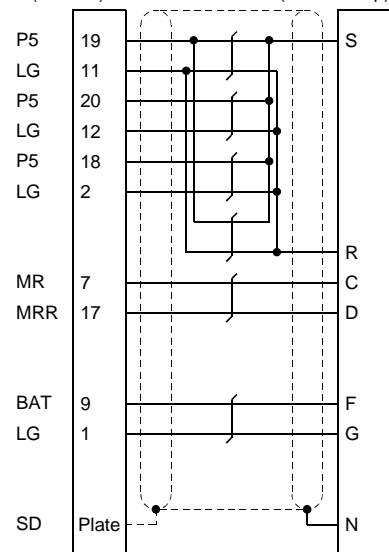 P5 19 S
LG 11
P5 20
LG 12
P5 18
LG 2
R
MR 7 C
MRR 17 D
BAT 9 F
LG 1 G
SD Plate N